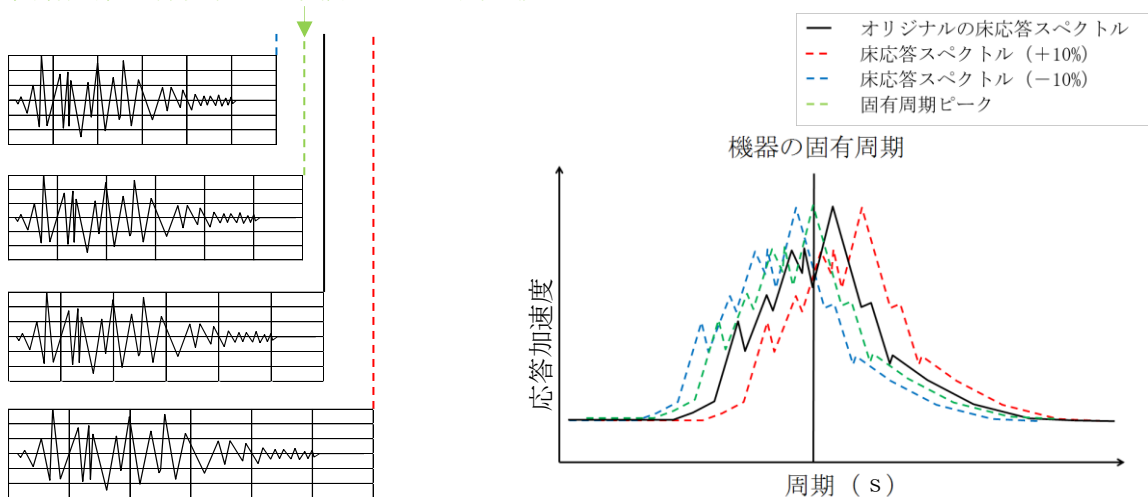 オリジナルの床応答スペクトル
床応答スペクトル（＋10%）
床応答スペクトル（－10%）
固有周期ピーク
機器の固有周期
応答加速度
周期（s）